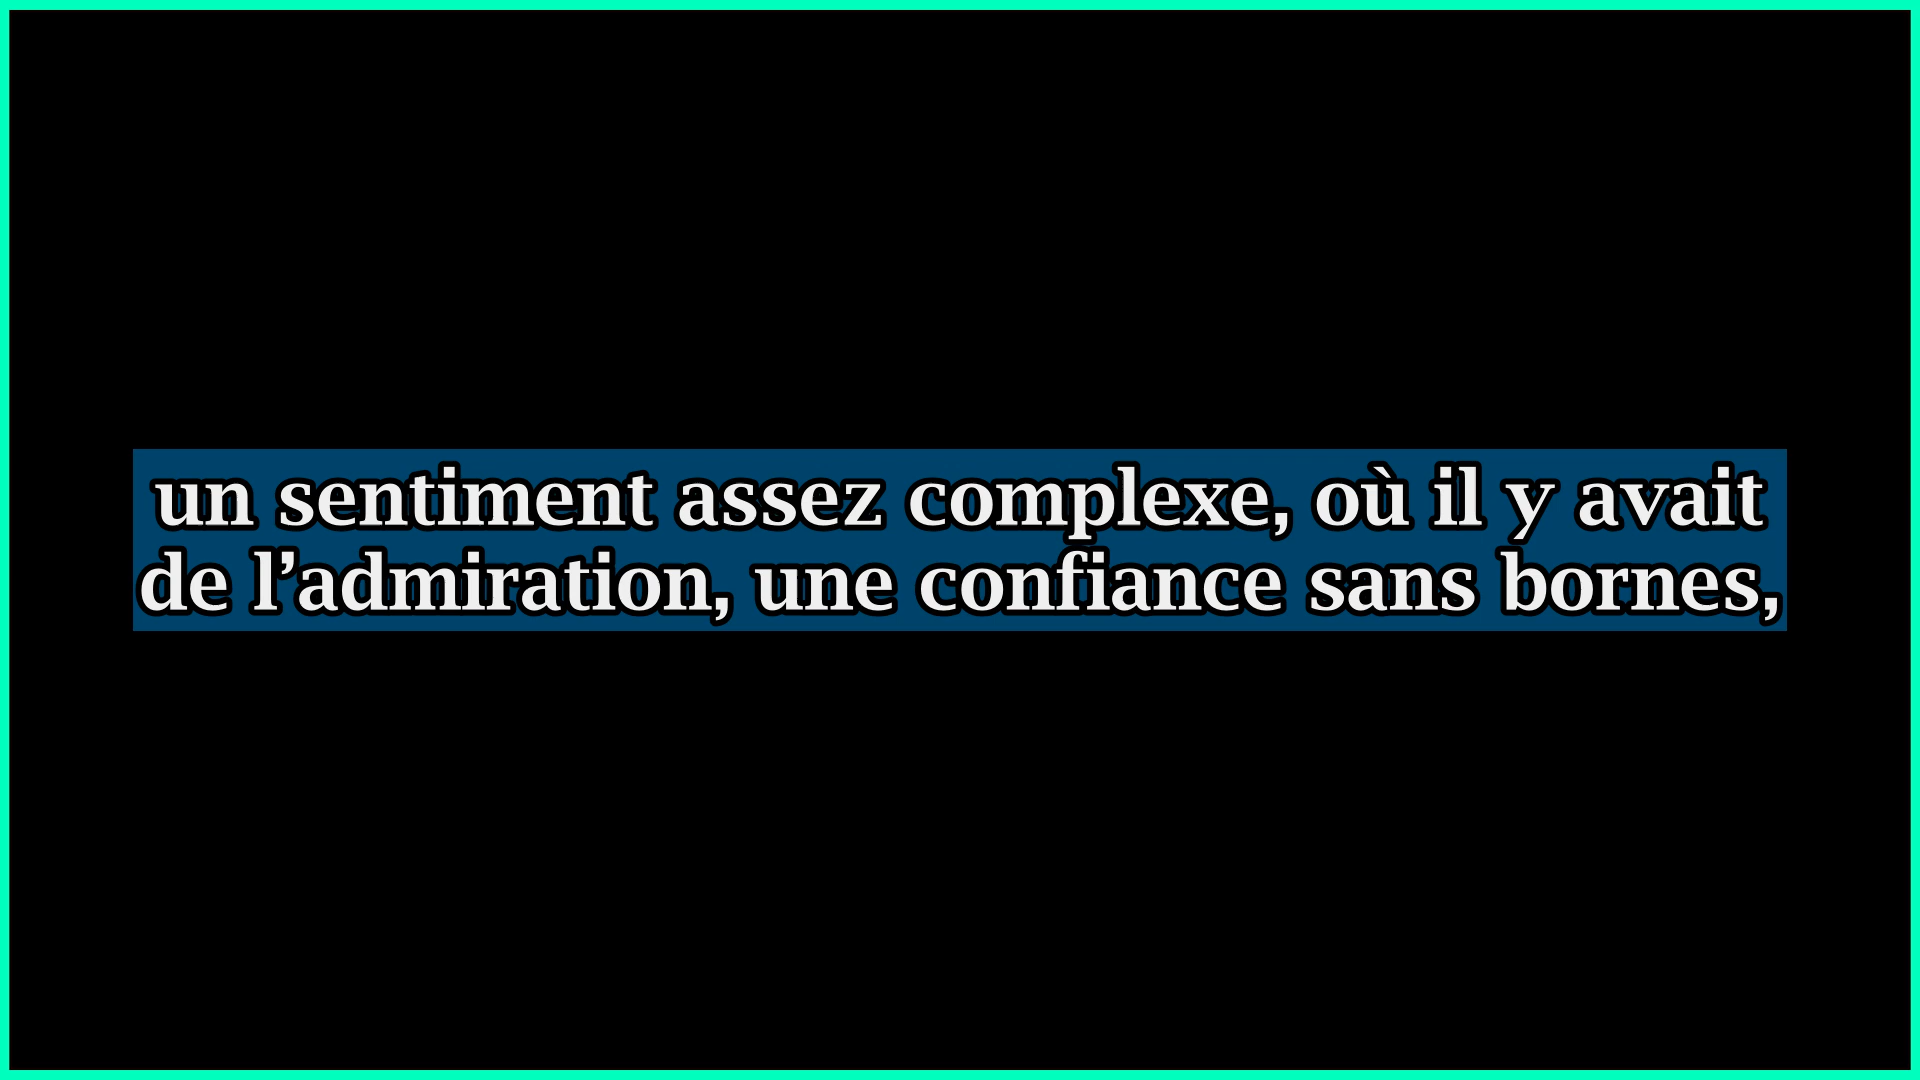 un sentiment assez complexe, où il y avait
de l’admiration, une confiance sans bornes,